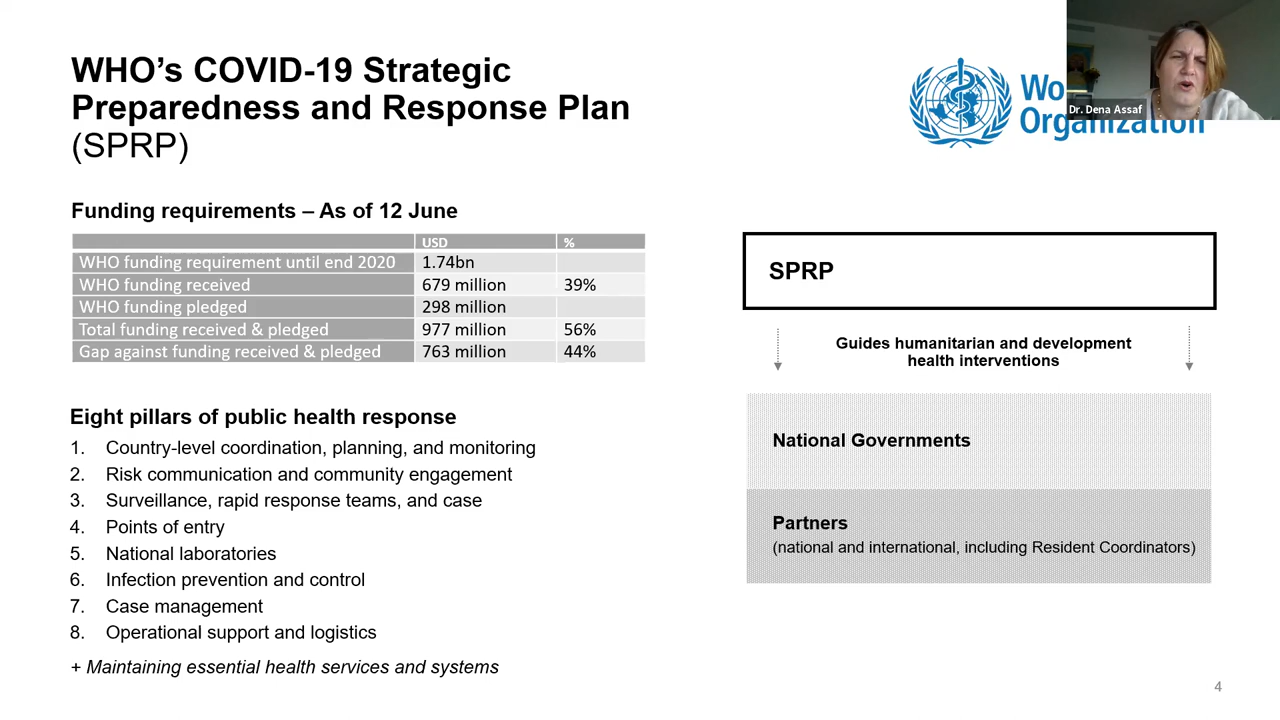 WHO’s COVID-19 Strategic
Preparedness and Response Plan
(SPRP)
Organization
Dr. Dena Assaf
Funding requirements – As of 12 June
USD %
WHO funding requirement until end 2020 1.74bn
WHO funding received 679 million 39%
WHO funding pledged 298 million
Total funding received & pledged 977 million 56%
Gap against funding received & pledged 763 million 44%
Eight pillars of public health response
1. Country-level coordination, planning, and monitoring
2. Risk communication and community engagement
3. Surveillance, rapid response teams, and case
4. Points of entry
5. National laboratories
6. Infection prevention and control
7. Case management
8. Operational support and logistics
+ Maintaining essential health services and systems
SPRP
Guides humanitarian and development
health interventions
National Governments
Partners
(national and international, including Resident Coordinators)
4